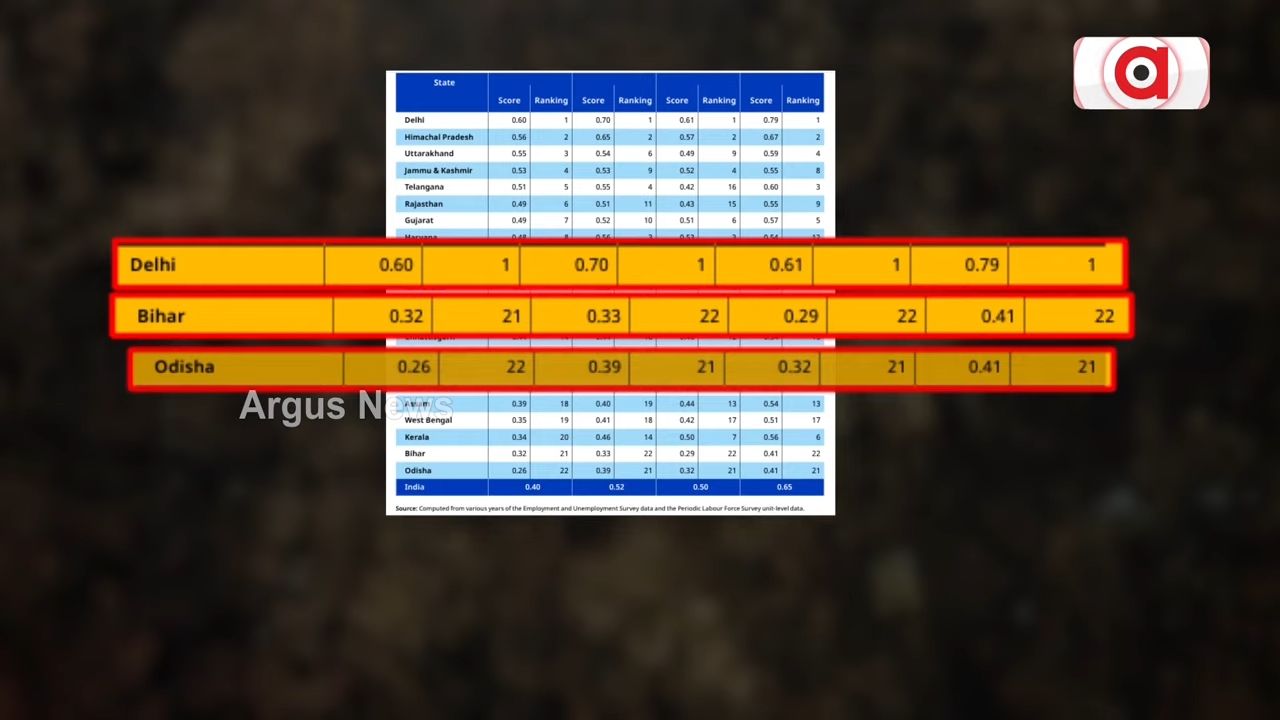 State
Score Ranking Score Ranking Score Ranking Score Ranking
Delhi 0.60 1 0.70 1 0.61 1 0.79 1
Himachal Pradesh 0.56 2 0.65 2 0.57 2 0.67 2
Uttarakhand 0.55 3 0.54 6 0.49 9 0.59 4
Jammu & Kashmir 0.53 4 0.53 9 0.52 4 0.55 8
Telangana 0.51 5 0.55 4 0.42 16 0.60 3
Rajasthan 0.49 6 0.51 11 0.43 15 0.55 9
Gujarat 0.49 7 0.52 10 0.51 6 0.57 5
Delhi 0.60 1 0.70 1 0.61 1 0.79 1
Bihar 0.32 21 0.33 22 0.29 22 0.41 22
Odisha 0.26 22 0.39 21 0.32 21 0.41 21
Argus News
Assam 0.39 18 0.40 19 0.44 13 0.54 13
West Bengal 0.35 19 0.41 18 0.42 17 0.51 17
Kerala 0.34 20 0.46 14 0.50 7 0.56 6
Bihar 0.32 21 0.33 22 0.29 22 0.41 22
Odisha 0.26 22 0.39 21 0.32 21 0.41 21
India 0.40 0.52 0.50 0.65
Source: Computed from various years of the Employment and Unemployment Survey data and the Periodic Labour Force Survey unit-level data.